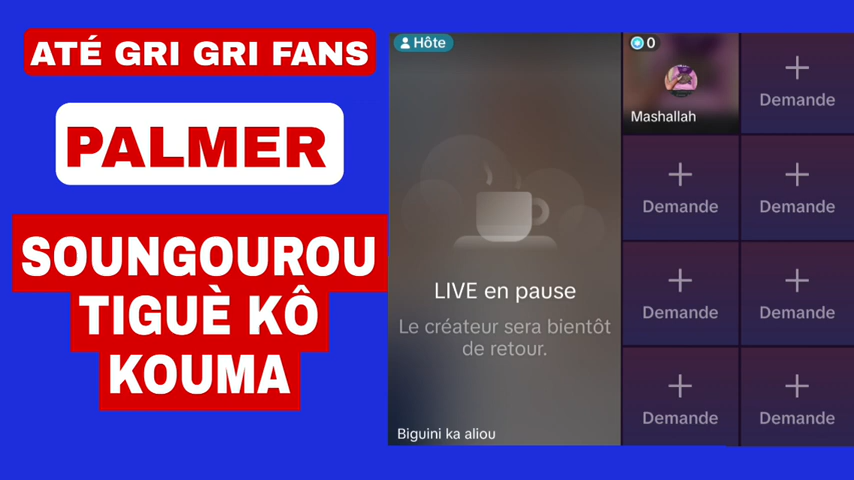 ATÉ GRI GRI FANS
PALMER
SOUNGOUROU
TIGUÈ KÔ
KOUMA
Hôte
LIVE en pause
Le créateur sera bientôt
de retour.
Biguini ka aliou
0
Mashallah
Demande
Demande
Demande
Demande
Demande
Demande
Demande